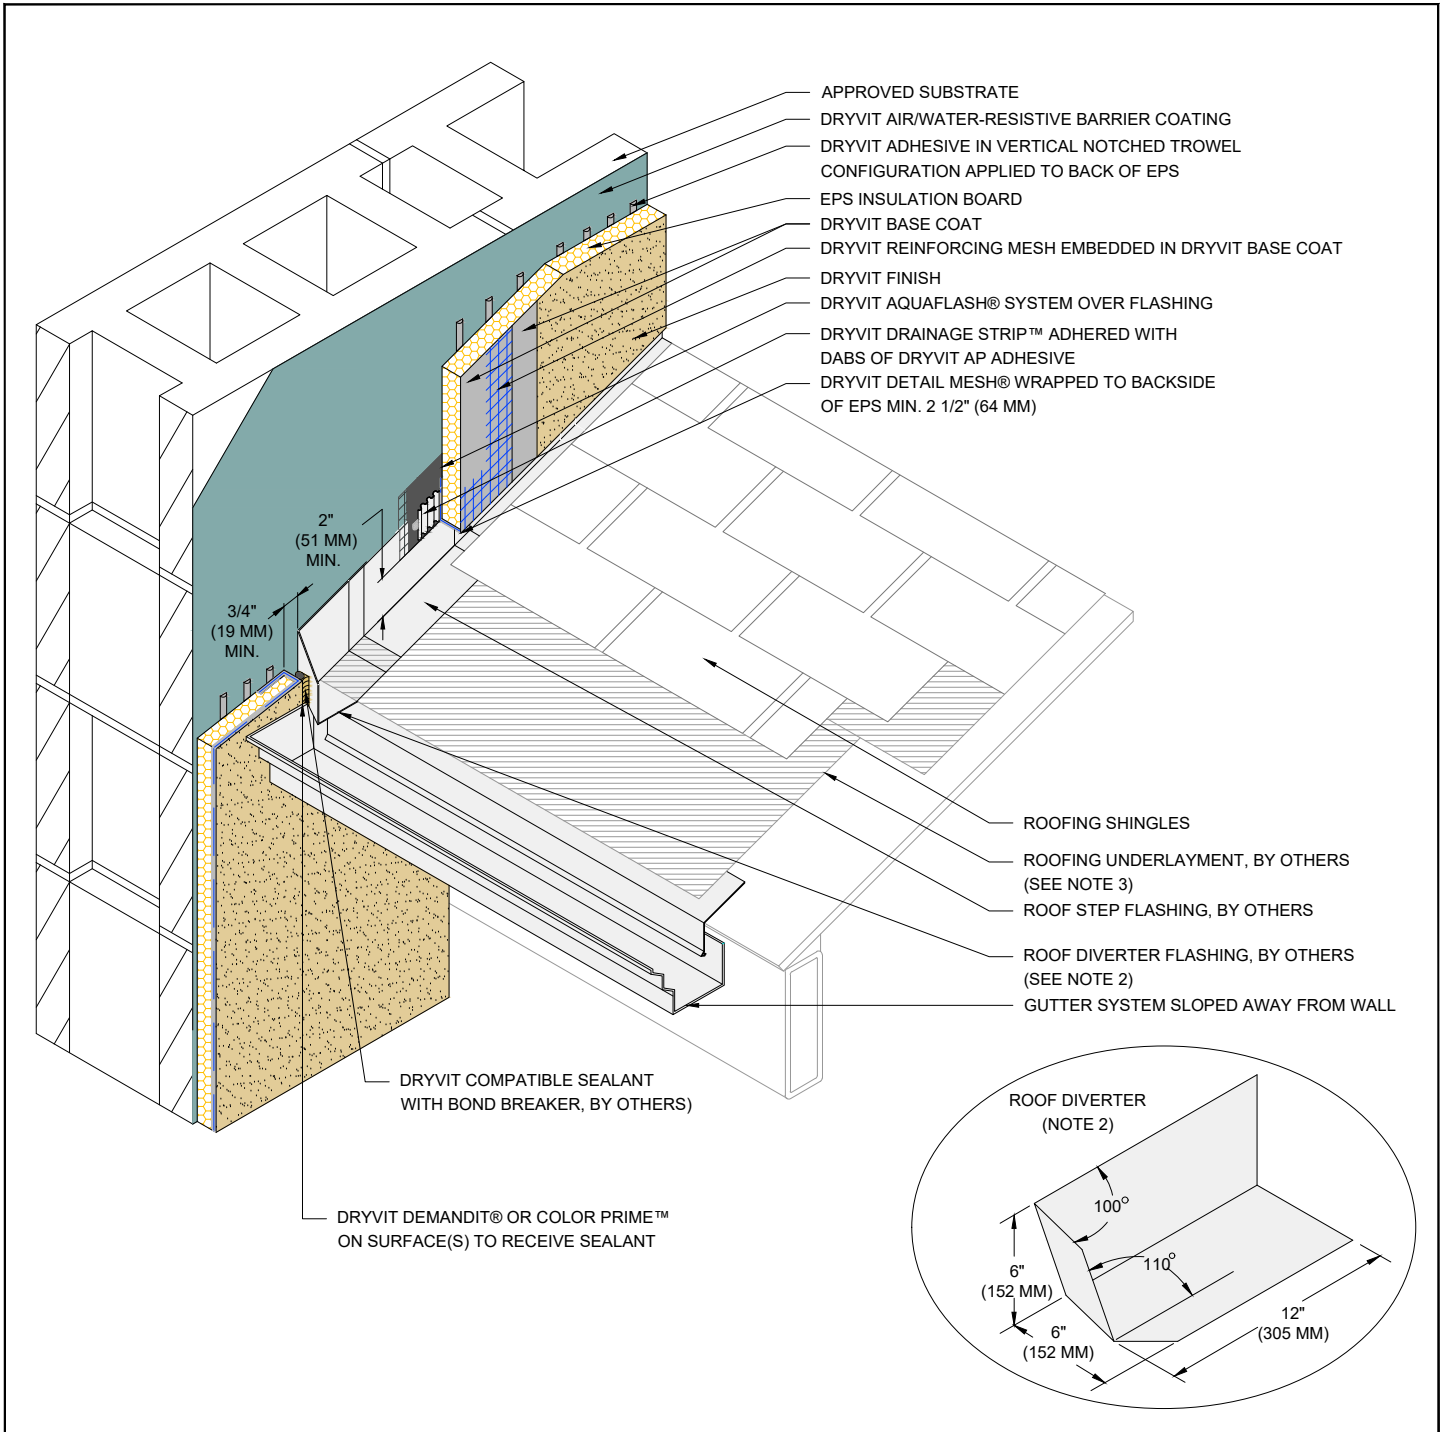 APPROVED SUBSTRATE
DRYVIT AIR/WATER-RESISTIVE BARRIER COATING
DRYVIT ADHESIVE IN VERTICAL NOTCHED TROWEL
CONFIGURATION APPLIED TO BACK OF EPS
EPS INSULATION BOARD
DRYVIT BASE COAT
DRYVIT REINFORCING MESH EMBEDDED IN DRYVIT BASE COAT
DRYVIT FINISH
DRYVIT AQUAFLASH® SYSTEM OVER FLASHING
DRYVIT DRAINAGE STRIP™ ADHERED WITH
DABS OF DRYVIT AP ADHESIVE
DRYVIT DETAIL MESH® WRAPPED TO BACKSIDE
OF EPS MIN. 2 1/2" (64 MM)
2"
(51 MM)
MIN.
3/4"
(19 MM)
MIN.
ROOFING SHINGLES
ROOFING UNDERLAYMENT, BY OTHERS
(SEE NOTE 3)
ROOF STEP FLASHING, BY OTHERS
ROOF DIVERTER FLASHING, BY OTHERS
(SEE NOTE 2)
GUTTER SYSTEM SLOPED AWAY FROM WALL
DRYVIT COMPATIBLE SEALANT
WITH BOND BREAKER, BY OTHERS)
DRYVIT DEMANDIT® OR COLOR PRIME™
ON SURFACE(S) TO RECEIVE SEALANT
ROOF DIVERTER
(NOTE 2)
100°
110°
6"
(152 MM)
6"
(152 MM)
12"
(305 MM)